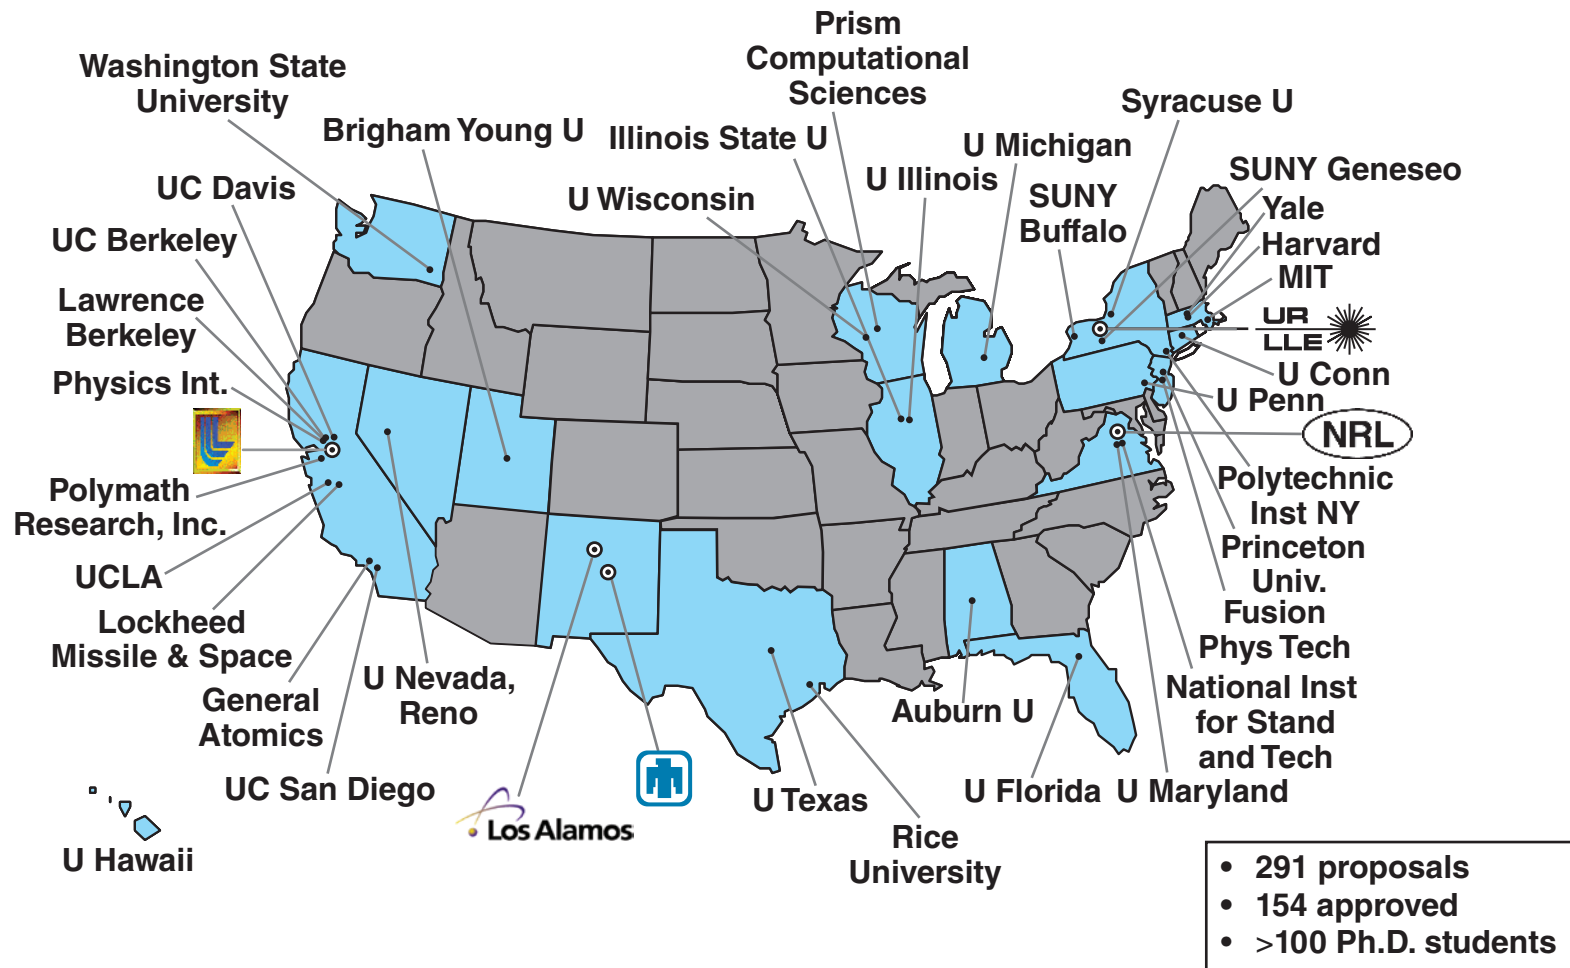 Prism
Computational
Sciences
Washington State
University
Brigham Young U
Illinois State U
U Michigan
Syracuse U
SUNY Geneseo
UC Davis
U Wisconsin
U Illinois
SUNY
Buffalo
Yale
UC Berkeley
Harvard
MIT
Lawrence
Berkeley
UR
LLE
Physics Int.
U Conn
U Penn
NRL
Polymath
Research, Inc.
Polytechnic
Inst NY
Princeton
Univ.
UCLA
Fusion
Phys Tech
Lockheed
Missile & Space
General
Atomics
U Nevada,
Reno
National Inst
for Stand
and Tech
Auburn U
UC San Diego
Los Alamos
U Texas
U Florida
U Maryland
Rice
University
U Hawaii
• 291 proposals
• 154 approved
• >100 Ph.D. students